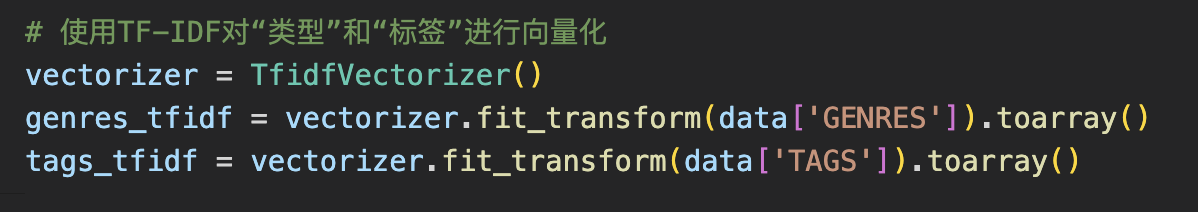 # 使用TF-IDF对“类型”和“标签”进行向量化
vectorizer = TfidfVectorizer()
genres_tfidf = vectorizer.fit_transform(data['GENRES']).toarray()
tags_tfidf = vectorizer.fit_transform(data['TAGS']).toarray()